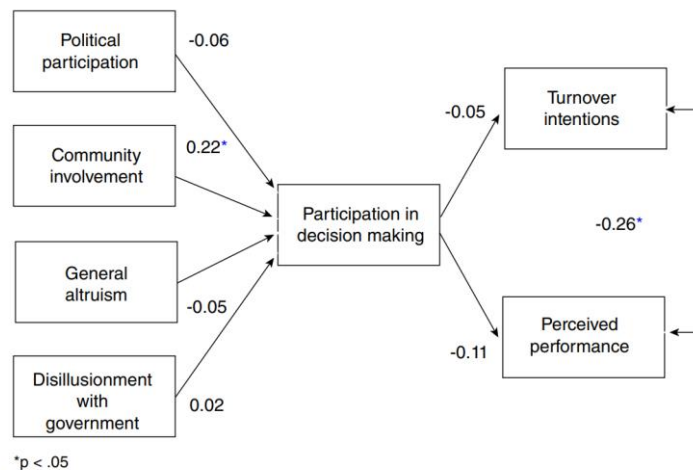 Political
participation
-0.06
Community
involvement
0.22*
General
altruism
-0.05
Disillusionment
with
government
0.02
Participation in
decision making
-0.05
Turnover
intentions
-0.26*
-0.11
Perceived
performance
*p < .05